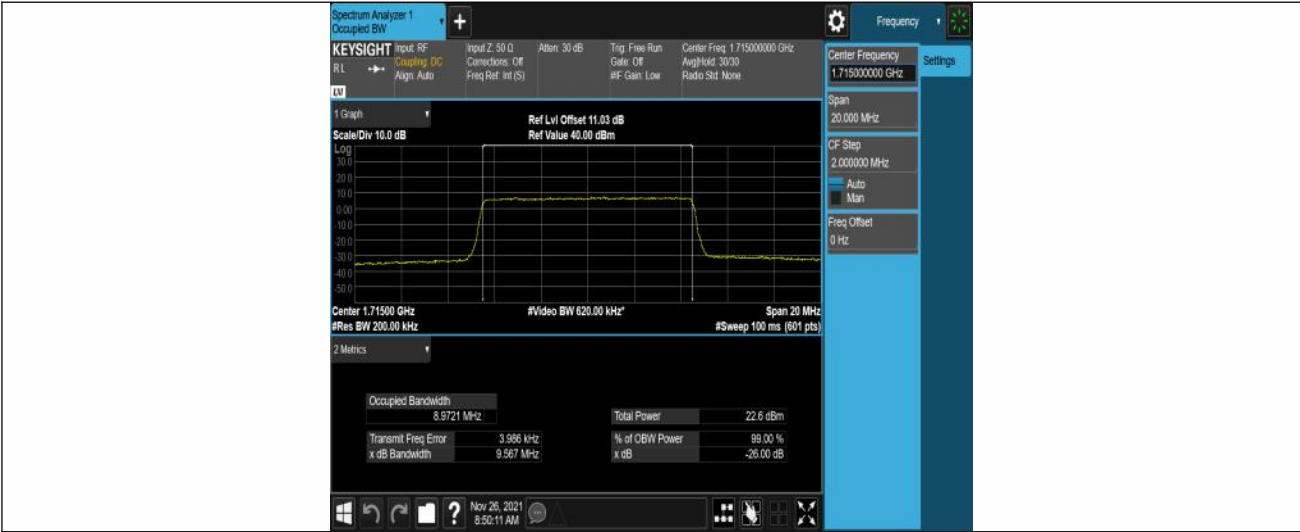 Spectrum Analyzer 1
Occupied BW
+
Frequency
KEYSIGHT
RL
LV
Input: RF
Coupling: DC
Align: Auto
Input Z: 50 Ω
Corrections: Off
Freq Ref: Int (S)
Atten: 30 dB
Trig: Free Run
Gate: Off
#IF Gain: Low
Center Freq: 1.715000000 GHz
Avg|Hold: 30/30
Radio Std: None
Center Frequency
1.715000000 GHz
Settings
Span
20.000 MHz
CF Step
2.000000 MHz
Auto
Man
Freq Offset
0 Hz
1 Graph
Scale/Div 10.0 dB
Ref Lvl Offset 11.03 dB
Ref Value 40.00 dBm
Log
30.0
20.0
10.0
0.00
-10.0
-20.0
-30.0
-40.0
-50.0
Center 1.71500 GHz
#Res BW 200.00 kHz
#Video BW 620.00 kHz*
Span 20 MHz
#Sweep 100 ms (601 pts)
2 Metrics
Occupied Bandwidth
8.9721 MHz
Total Power 22.6 dBm
Transmit Freq Error 3.986 kHz
% of OBW Power 99.00 %
x dB Bandwidth 9.567 MHz
x dB -26.00 dB
?
Nov 26, 2021
8:50:11 AM